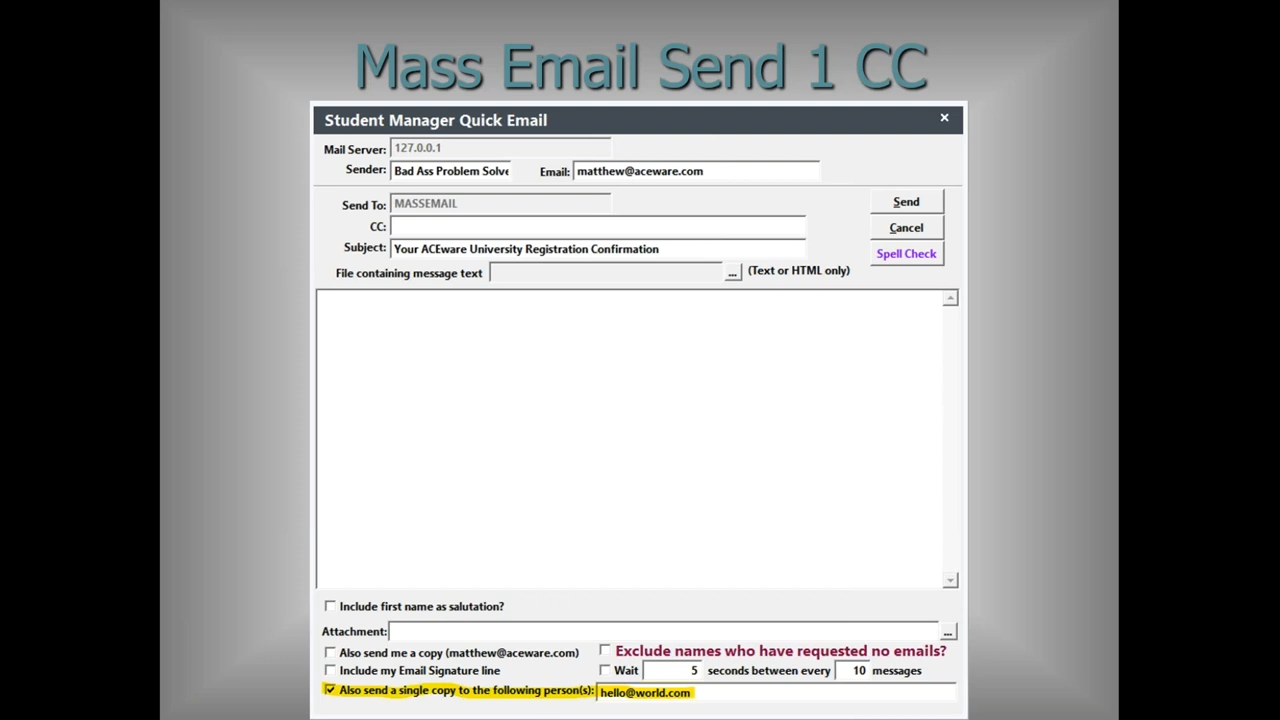 Mass Email Send 1 CC
Student Manager Quick Email
Mail Server: 127.0.0.1
Sender: Bad Ass Problem Solve Email: matthew@aceware.com
Send To: MASSEMAIL Send
CC: Cancel
Subject: Your ACEware University Registration Confirmation Spell Check
File containing message text ... (Text or HTML only)
Include first name as salutation?
Attachment: ...
Also send me a copy (matthew@aceware.com) Exclude names who have requested no emails?
Include my Email Signature line Wait 5 seconds between every 10 messages
Also send a single copy to the following person(s): hello@world.com